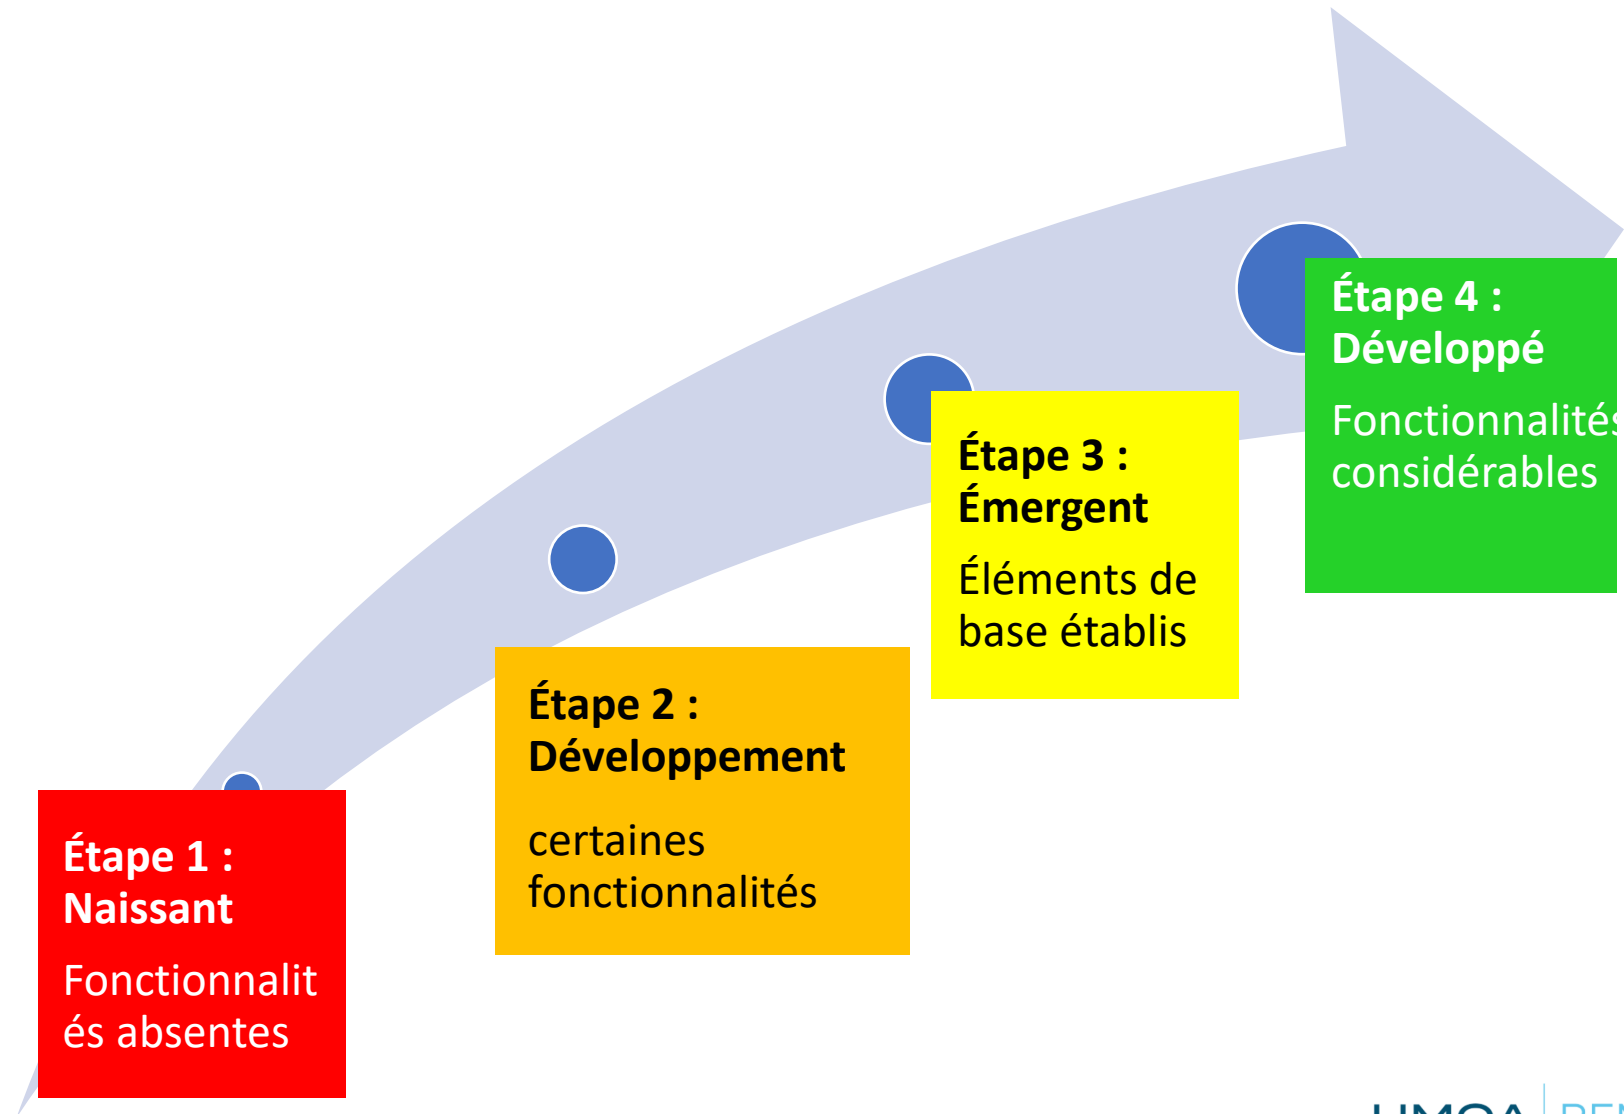 Étape 1 :
Naissant
Fonctionnalit
és absentes
Étape 2 :
Développement
certaines
fonctionnalités
Étape 3 :
Émergent
Éléments de
base établis
Étape 4 :
Développé
Fonctionnalités
considérables